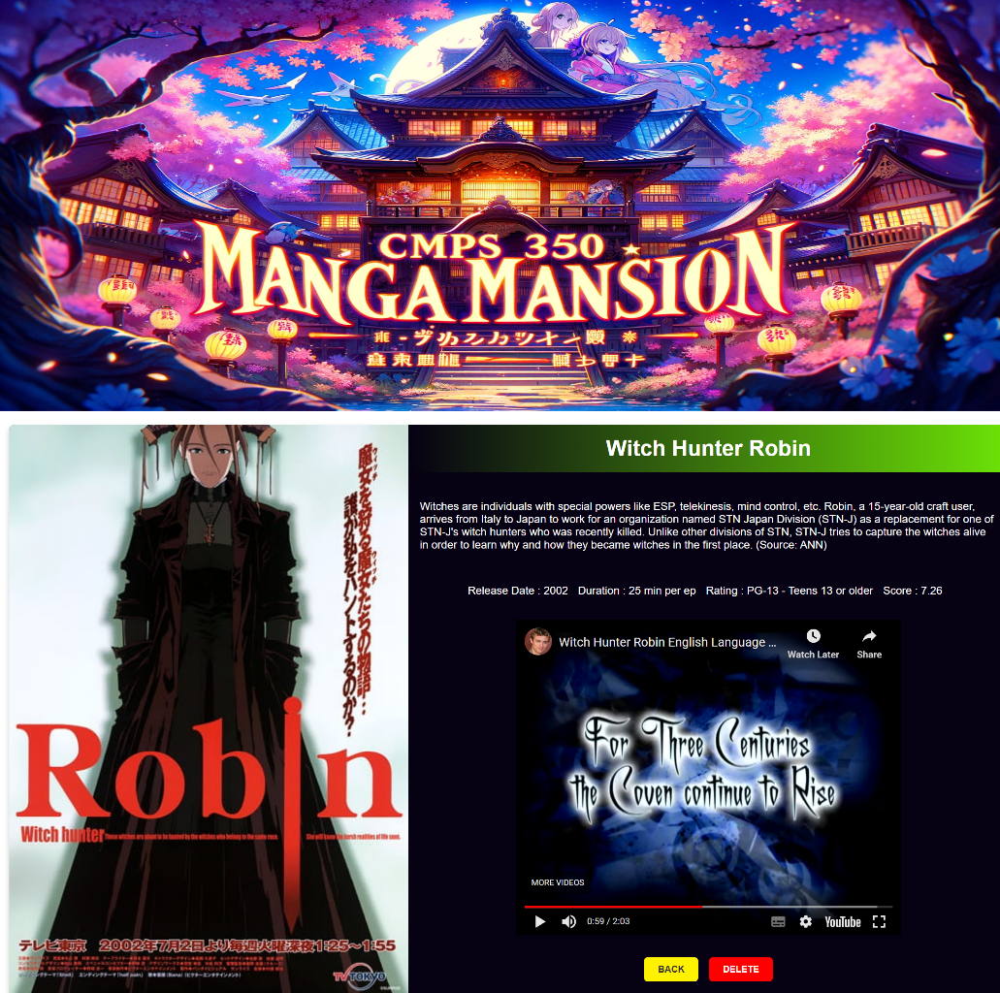 CMPS 350
MANGA MANSION
魔女を狩る魔女たちの物語…
誰が私をハントするのか?
ウィッチ
ウィッチ
Robin
Witch hunter
テレビ東京 2002年7月2日より毎週火曜深夜1:25〜1:55
TV TOKYO
Witch Hunter Robin
Witches are individuals with special powers like ESP, telekinesis, mind control, etc. Robin, a 15-year-old craft user,
arrives from Italy to Japan to work for an organization named STN Japan Division (STN-J) as a replacement for one of
STN-J's witch hunters who was recently killed. Unlike other divisions of STN, STN-J tries to capture the witches alive
in order to learn why and how they became witches in the first place. (Source: ANN)
Release Date : 2002 Duration : 25 min per ep Rating : PG-13 - Teens 13 or older Score : 7.26
Witch Hunter Robin English Language ...
Watch Later Share
For Three Centuries
the Coven continue to Rise
MORE VIDEOS
0:59 / 2:03
YouTube
BACK DELETE